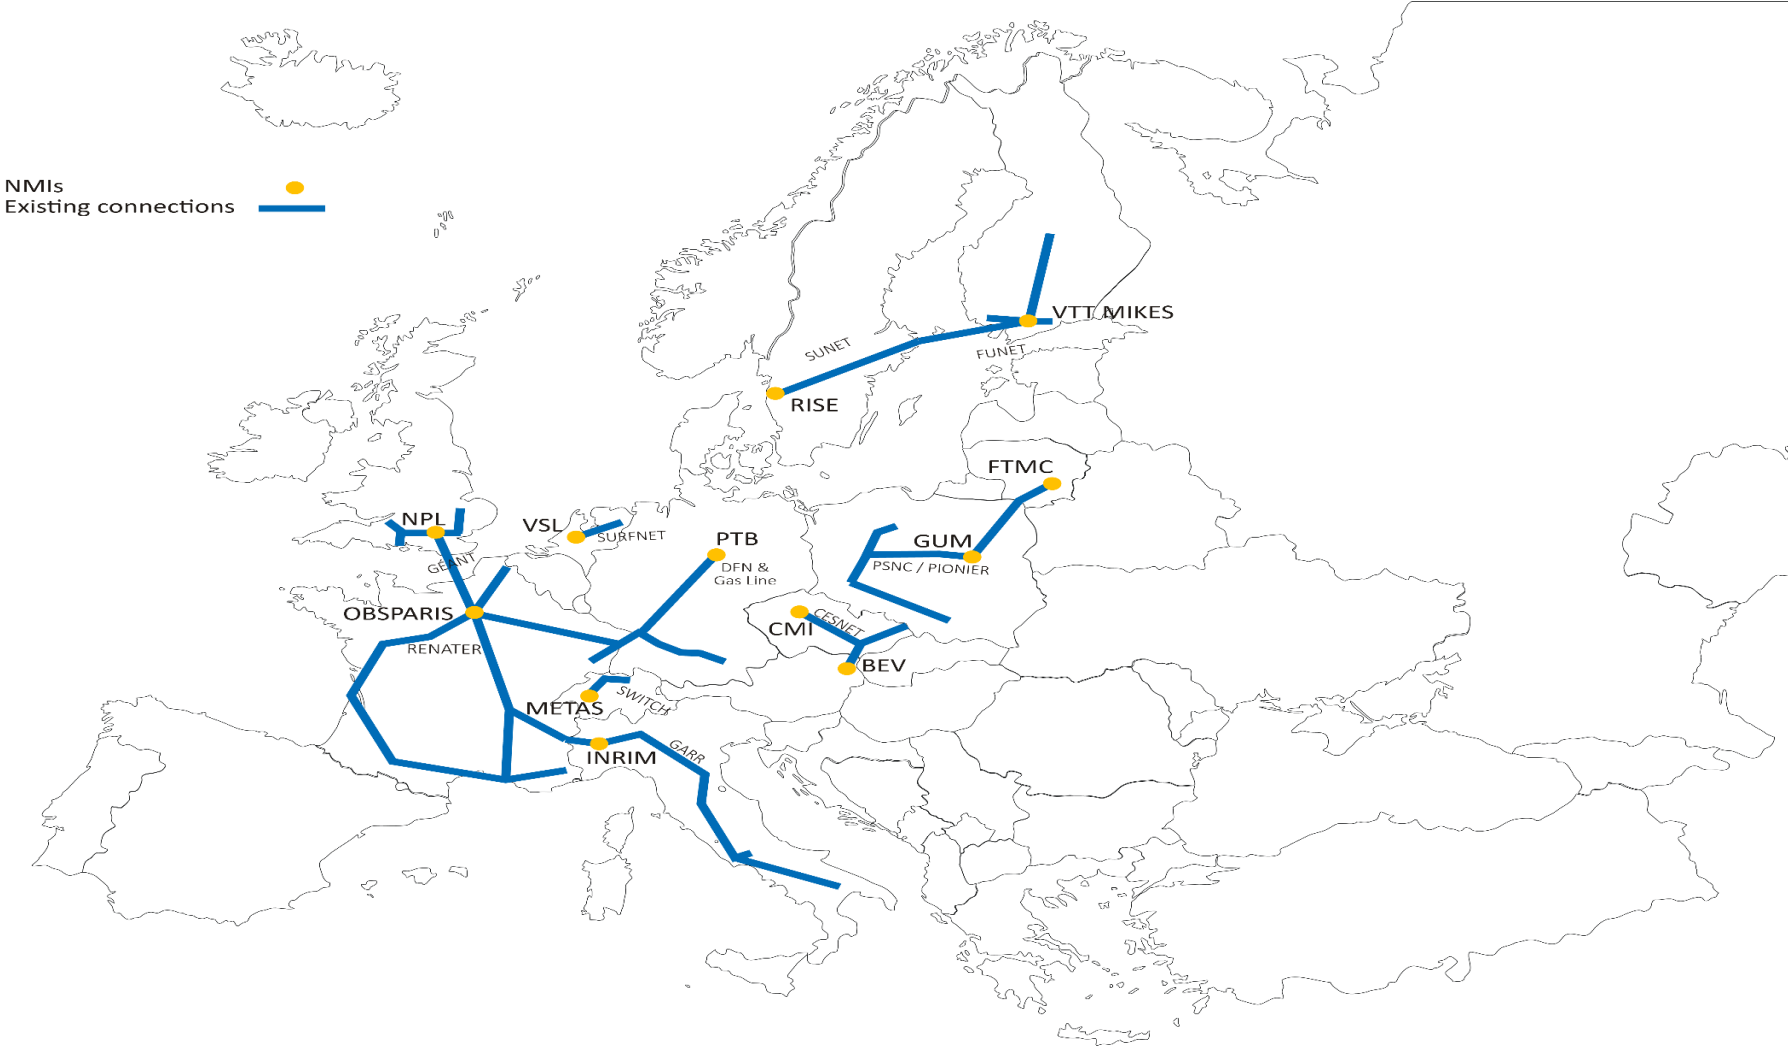 NMIs
Existing connections
VTT MIKES
SUNET
FUNET
RISE
FTMC
NPL
VSL
SURFNET
PTB
DFN &
Gas Line
GUM
PSNC / PIONIER
GÉANT
OBSPARIS
RENATER
CMI
CESNET
BEV
METAS
SWITCH
INRIM
GARR